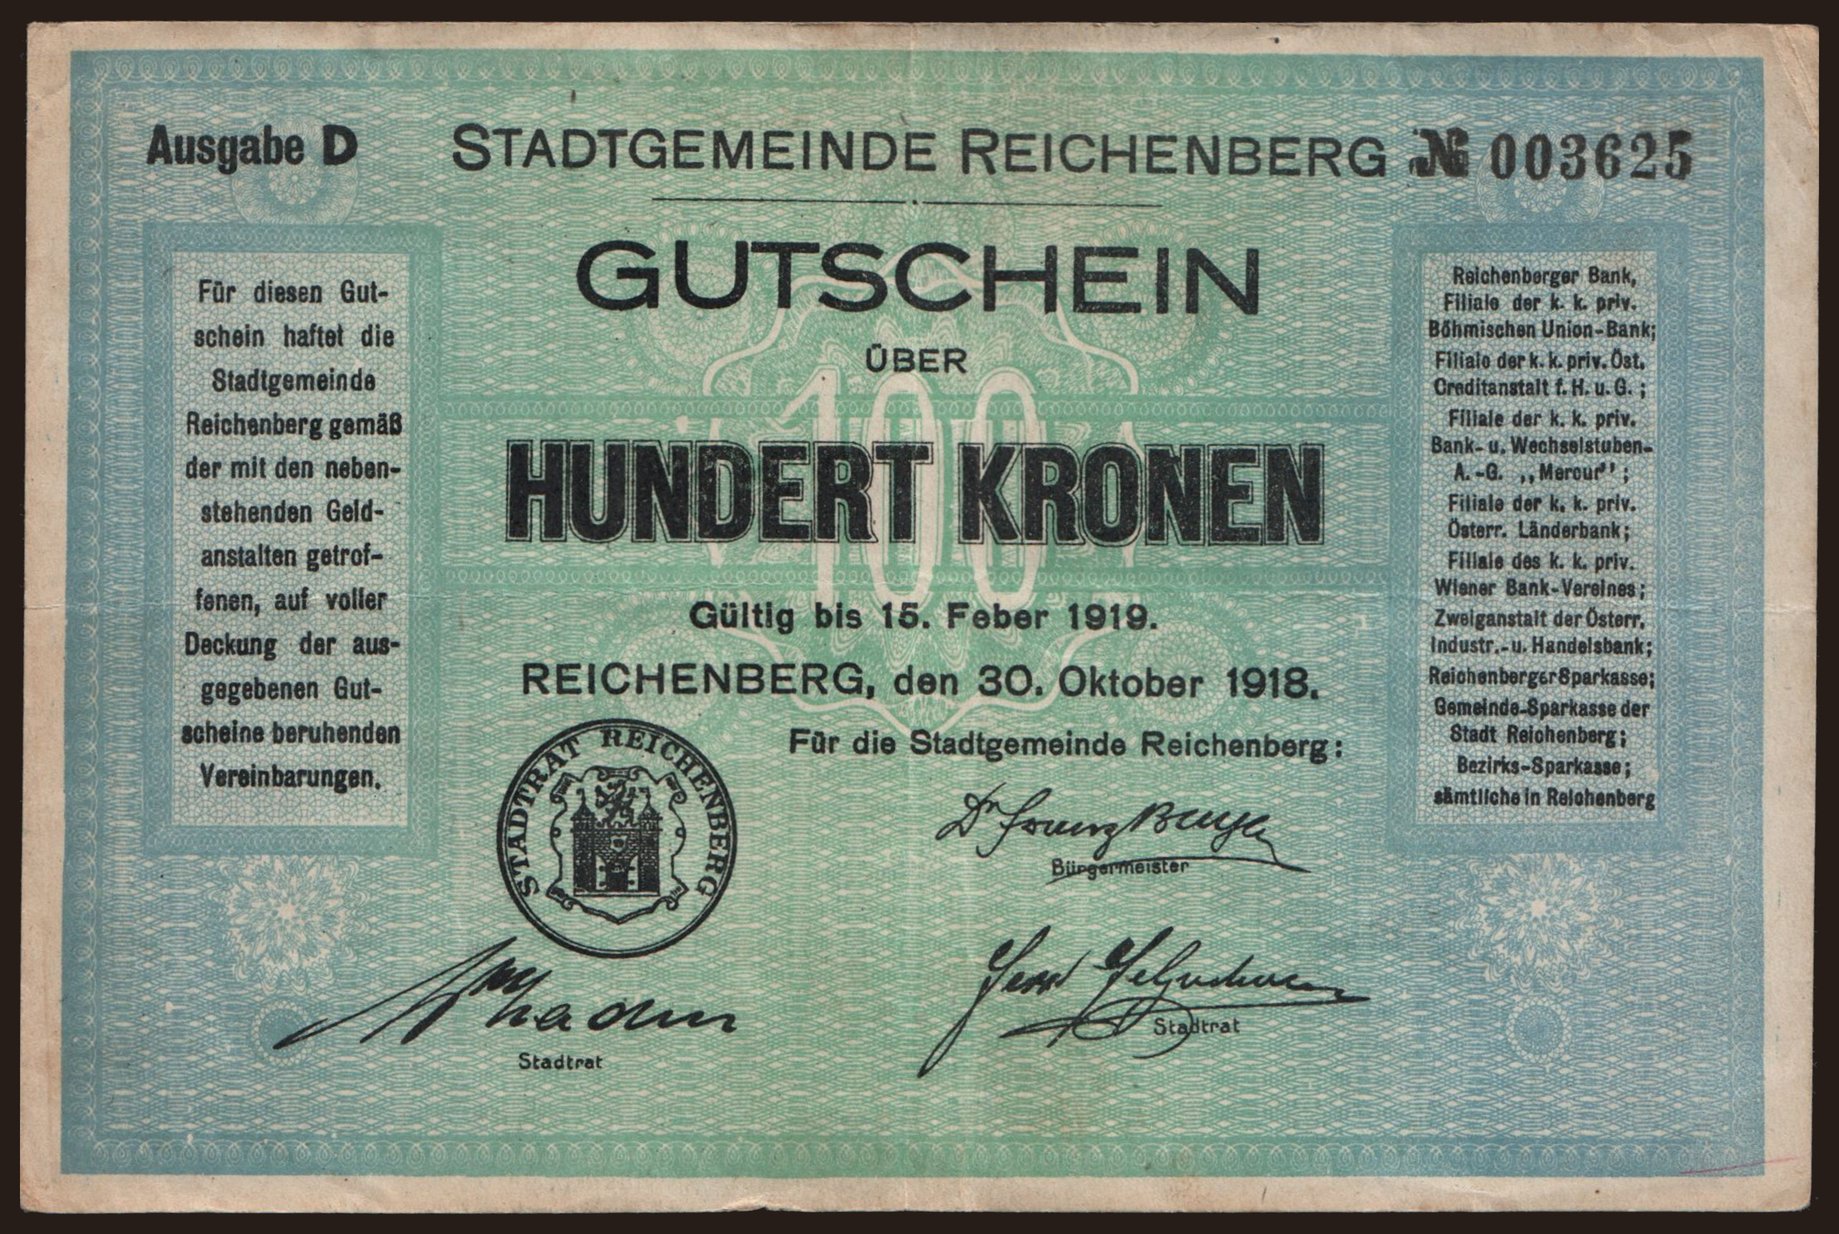 Ausgabe D
STADTGEMEINDE REICHENBERG
№ 003625
GUTSCHEIN
ÜBER
100
HUNDERT KRONEN
Gültig bis 15. Feber 1919.
REICHENBERG, den 30. Oktober 1918.
Für die Stadtgemeinde Reichenberg:
Für diesen Gut-
schein haftet die
Stadtgemeinde
Reichenberg gemäß
der mit den neben-
stehenden Geld-
anstalten getrof-
fenen, auf voller
Deckung der aus-
gegebenen Gut-
scheine beruhenden
Vereinbarungen.
Reichenberger Bank,
Filiale der k. k. priv.
Böhmischen Union-Bank;
Filiale der k. k. priv. Öst.
Creditanstalt f. H. u. G. ;
Filiale der k. k. priv.
Bank- u. Wechselstuben-
A.-G. ,,Mercur" ;
Filiale der k. k. priv.
Österr. Länderbank;
Filiale des k. k. priv.
Wiener Bank-Vereines;
Zweiganstalt der Österr.
Industr.- u. Handelsbank;
Reichenberger Sparkasse;
Gemeinde-Sparkasse der
Stadt Reichenberg;
Bezirks-Sparkasse;
sämtliche in Reichenberg
STADTRAT REICHENBERG
Dr Franz Bayer
Bürgermeister
Stadtrat
Stadtrat